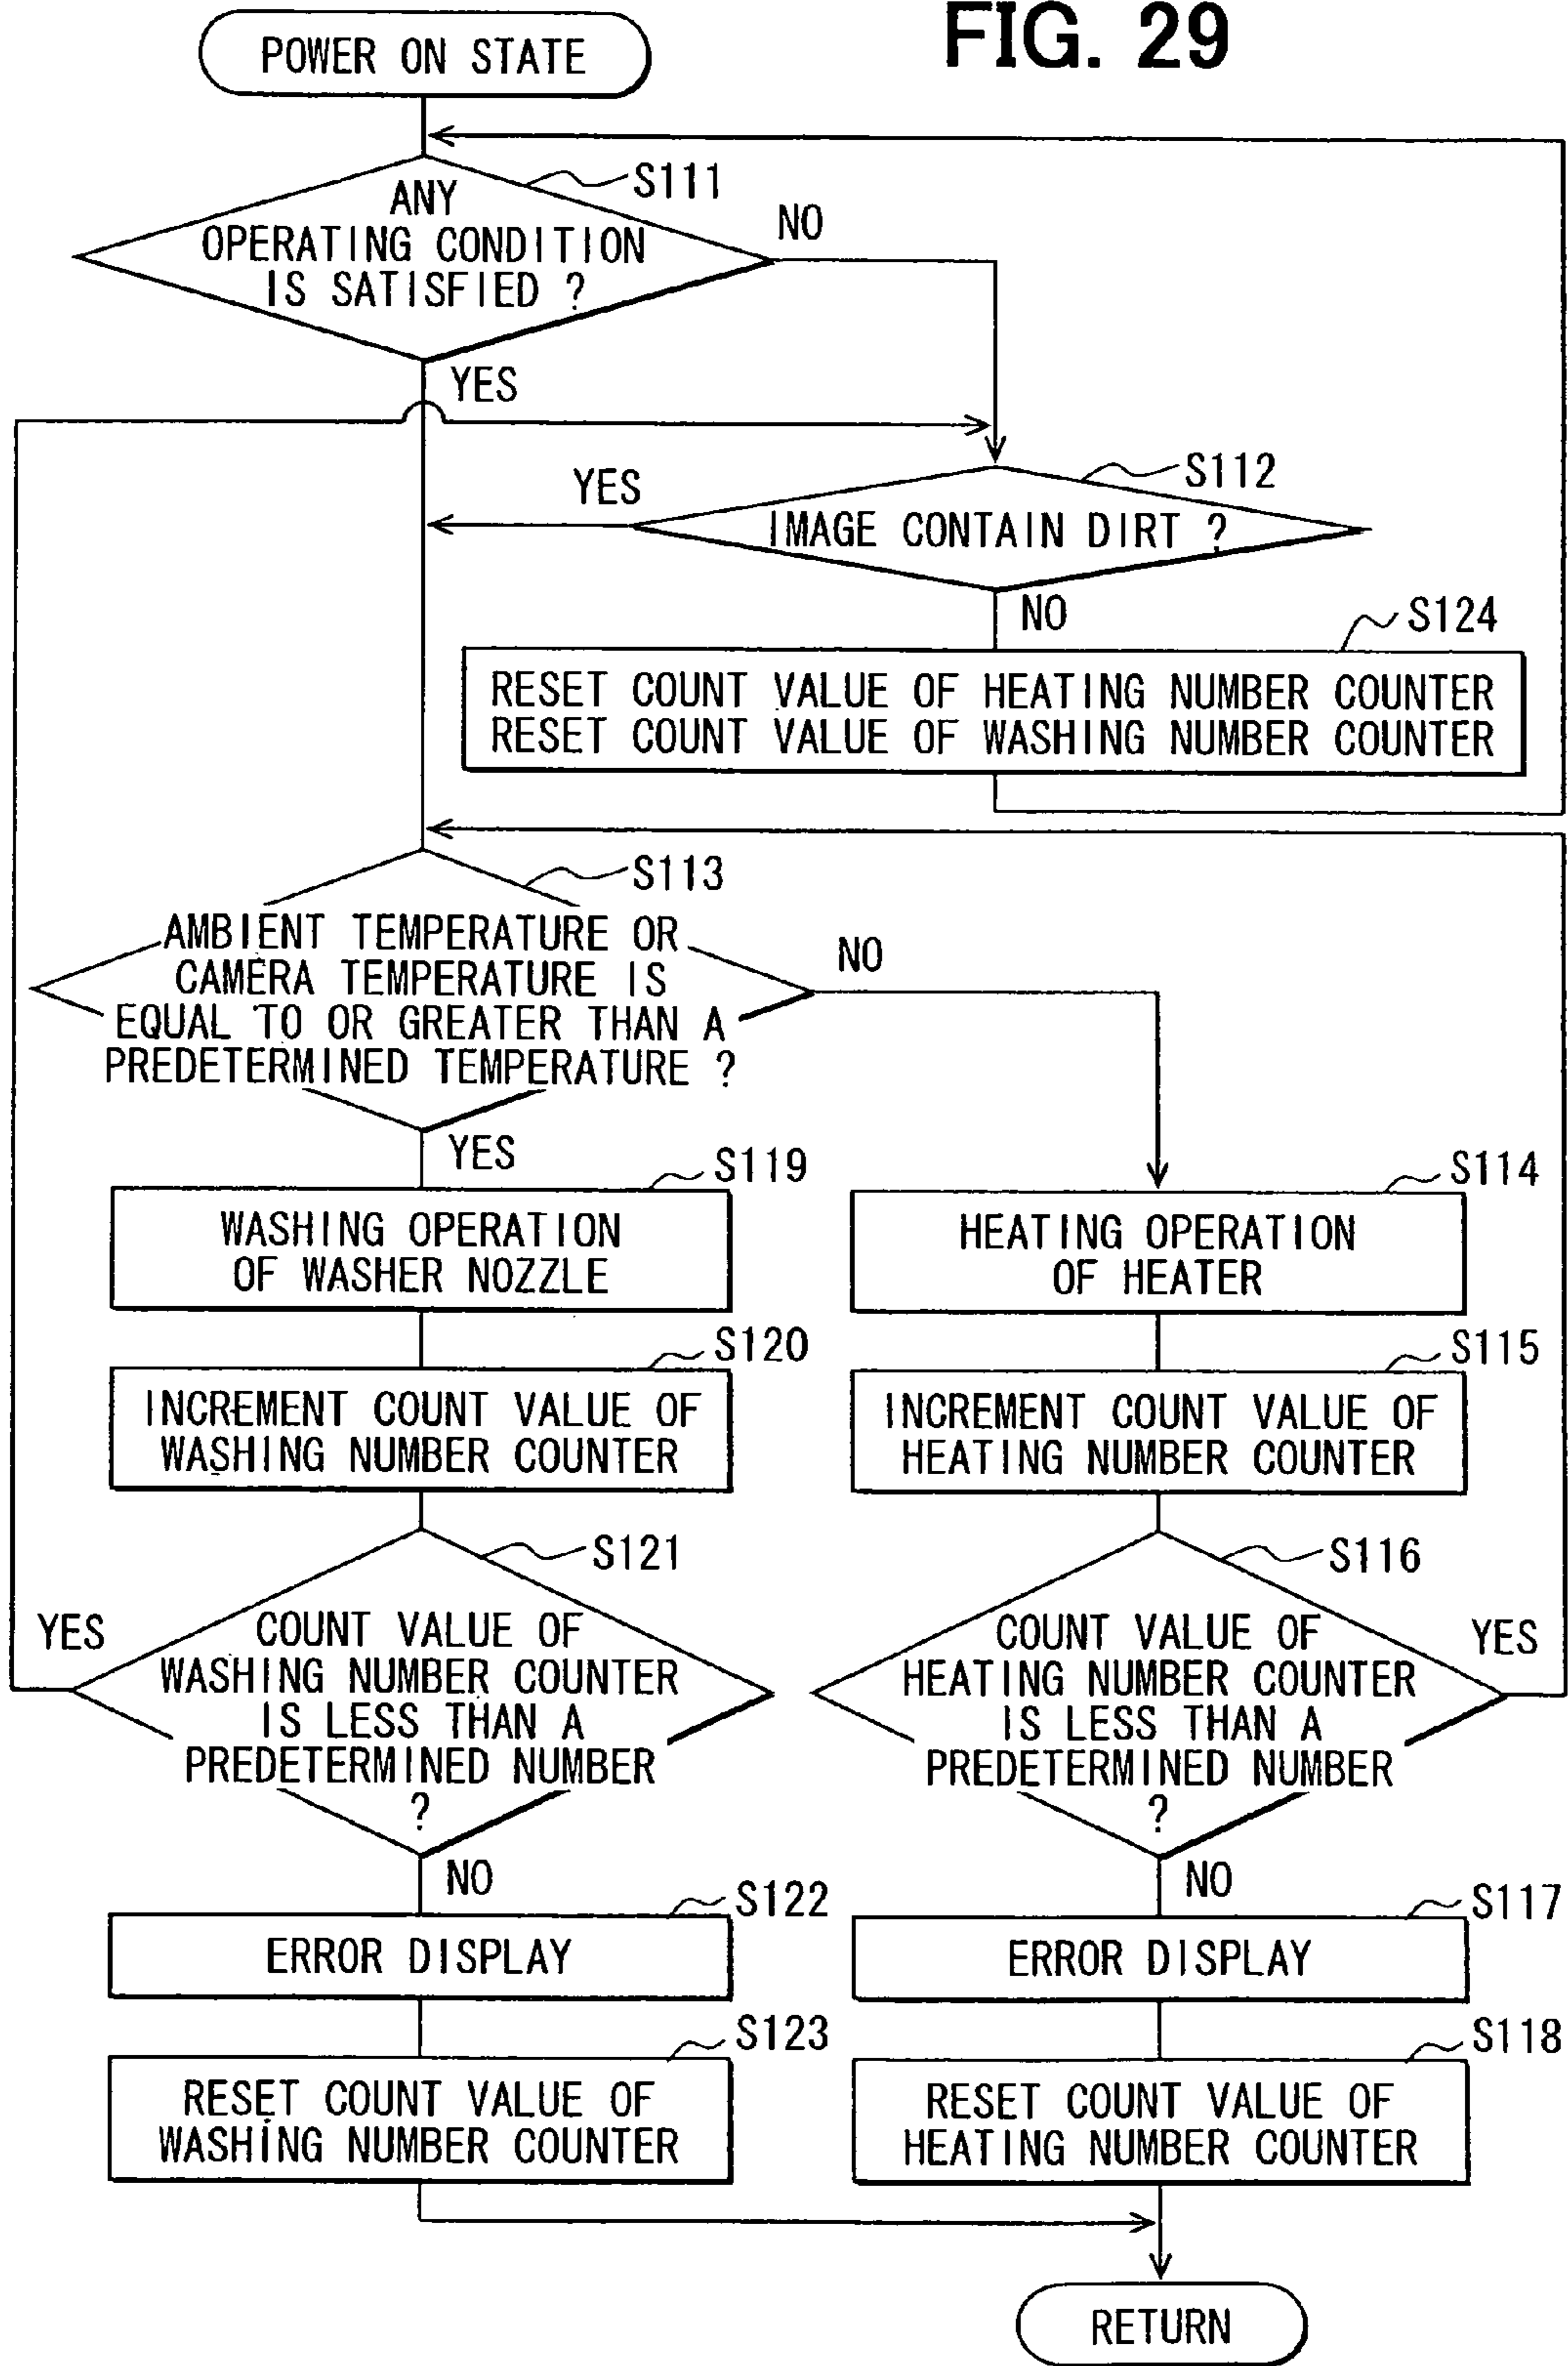 FIG. 29
POWER ON STATE
S111
ANY
OPERATING CONDITION
IS SATISFIED ?
NO
YES
S112
YES
IMAGE CONTAIN DIRT ?
NO
S124
RESET COUNT VALUE OF HEATING NUMBER COUNTER
RESET COUNT VALUE OF WASHING NUMBER COUNTER
S113
AMBIENT TEMPERATURE OR
CAMERA TEMPERATURE IS
EQUAL TO OR GREATER THAN A
PREDETERMINED TEMPERATURE ?
NO
YES
S119
WASHING OPERATION
OF WASHER NOZZLE
S114
HEATING OPERATION
OF HEATER
S120
INCREMENT COUNT VALUE OF
WASHING NUMBER COUNTER
S115
INCREMENT COUNT VALUE OF
HEATING NUMBER COUNTER
S121
YES
COUNT VALUE OF
WASHING NUMBER COUNTER
IS LESS THAN A
PREDETERMINED NUMBER
?
NO
S116
COUNT VALUE OF
HEATING NUMBER COUNTER
IS LESS THAN A
PREDETERMINED NUMBER
?
YES
NO
S122
ERROR DISPLAY
S117
ERROR DISPLAY
S123
RESET COUNT VALUE OF
WASHING NUMBER COUNTER
S118
RESET COUNT VALUE OF
HEATING NUMBER COUNTER
RETURN